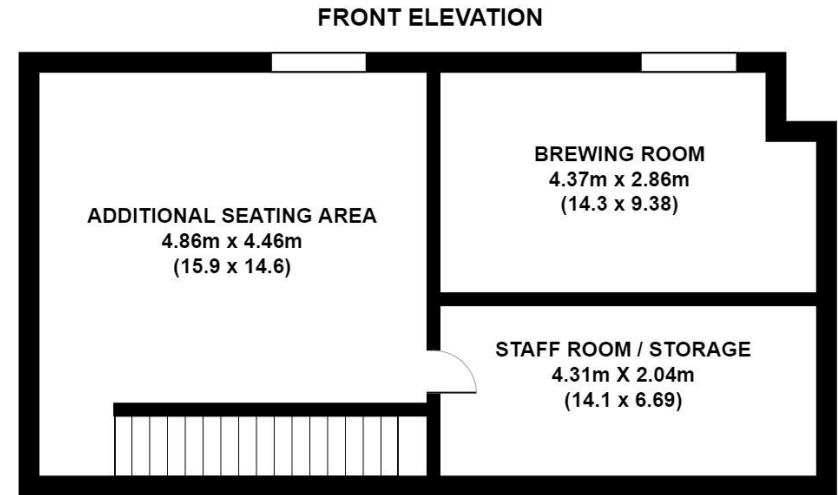 FRONT ELEVATION
ADDITIONAL SEATING AREA
4.86m x 4.46m
(15.9 x 14.6)
BREWING ROOM
4.37m x 2.86m
(14.3 x 9.38)
STAFF ROOM / STORAGE
4.31m X 2.04m
(14.1 x 6.69)